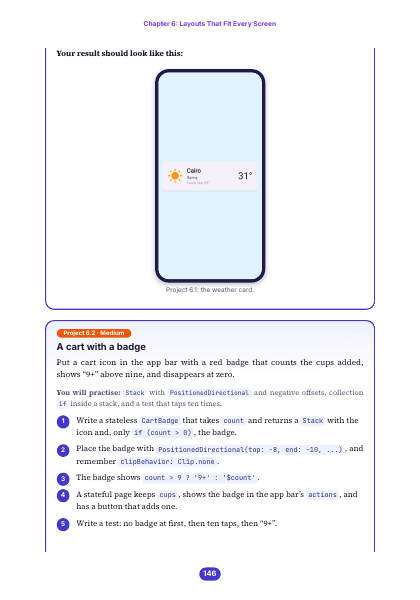 Chapter 6: Layouts That Fit Every Screen
Your result should look like this:
Cairo
Sunny
Feels like 33°
31°
Project 6.1: the weather card.
Project 6.2 · Medium
A cart with a badge
Put a cart icon in the app bar with a red badge that counts the cups added,
shows “9+” above nine, and disappears at zero.
You will practise: Stack with PositionedDirectional and negative offsets, collection
if inside a stack, and a test that taps ten times.
1 Write a stateless CartBadge that takes count and returns a Stack with the
icon and, only if (count > 0), the badge.
2 Place the badge with PositionedDirectional(top: -8, end: -10, ...), and
remember clipBehavior: Clip.none.
3 The badge shows count > 9 ? '9+' : '$count'.
4 A stateful page keeps cups, shows the badge in the app bar’s actions, and
has a button that adds one.
5 Write a test: no badge at first, then ten taps, then “9+”.
146